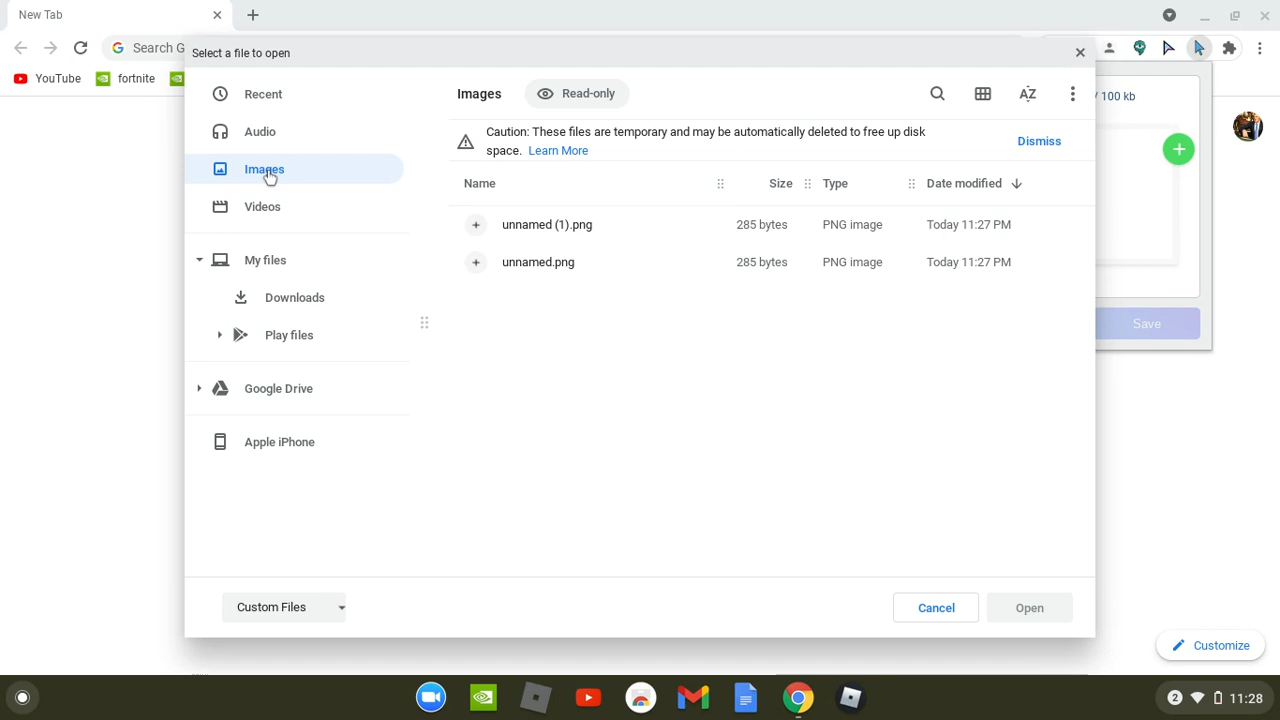 New Tab
Search G
YouTube
fortnite
Select a file to open
Recent
Audio
Images
Videos
My files
Downloads
Play files
Google Drive
Apple iPhone
Images
Read-only
Caution: These files are temporary and may be automatically deleted to free up disk
space. Learn More
Dismiss
Name Size Type Date modified
unnamed (1).png 285 bytes PNG image Today 11:27 PM
unnamed.png 285 bytes PNG image Today 11:27 PM
/ 100 kb
Save
Custom Files
Cancel
Open
Customize
2 11:28